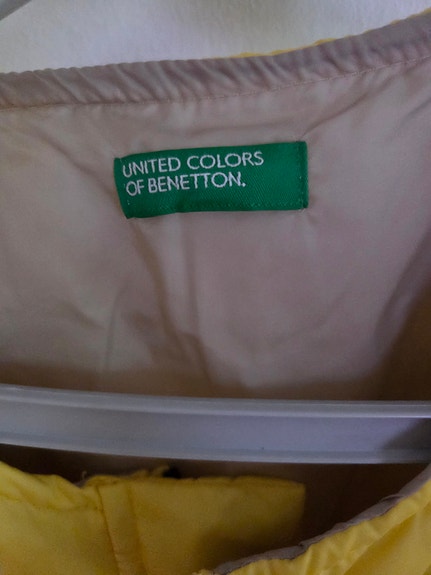 UNITED COLORS
OF BENETTON.